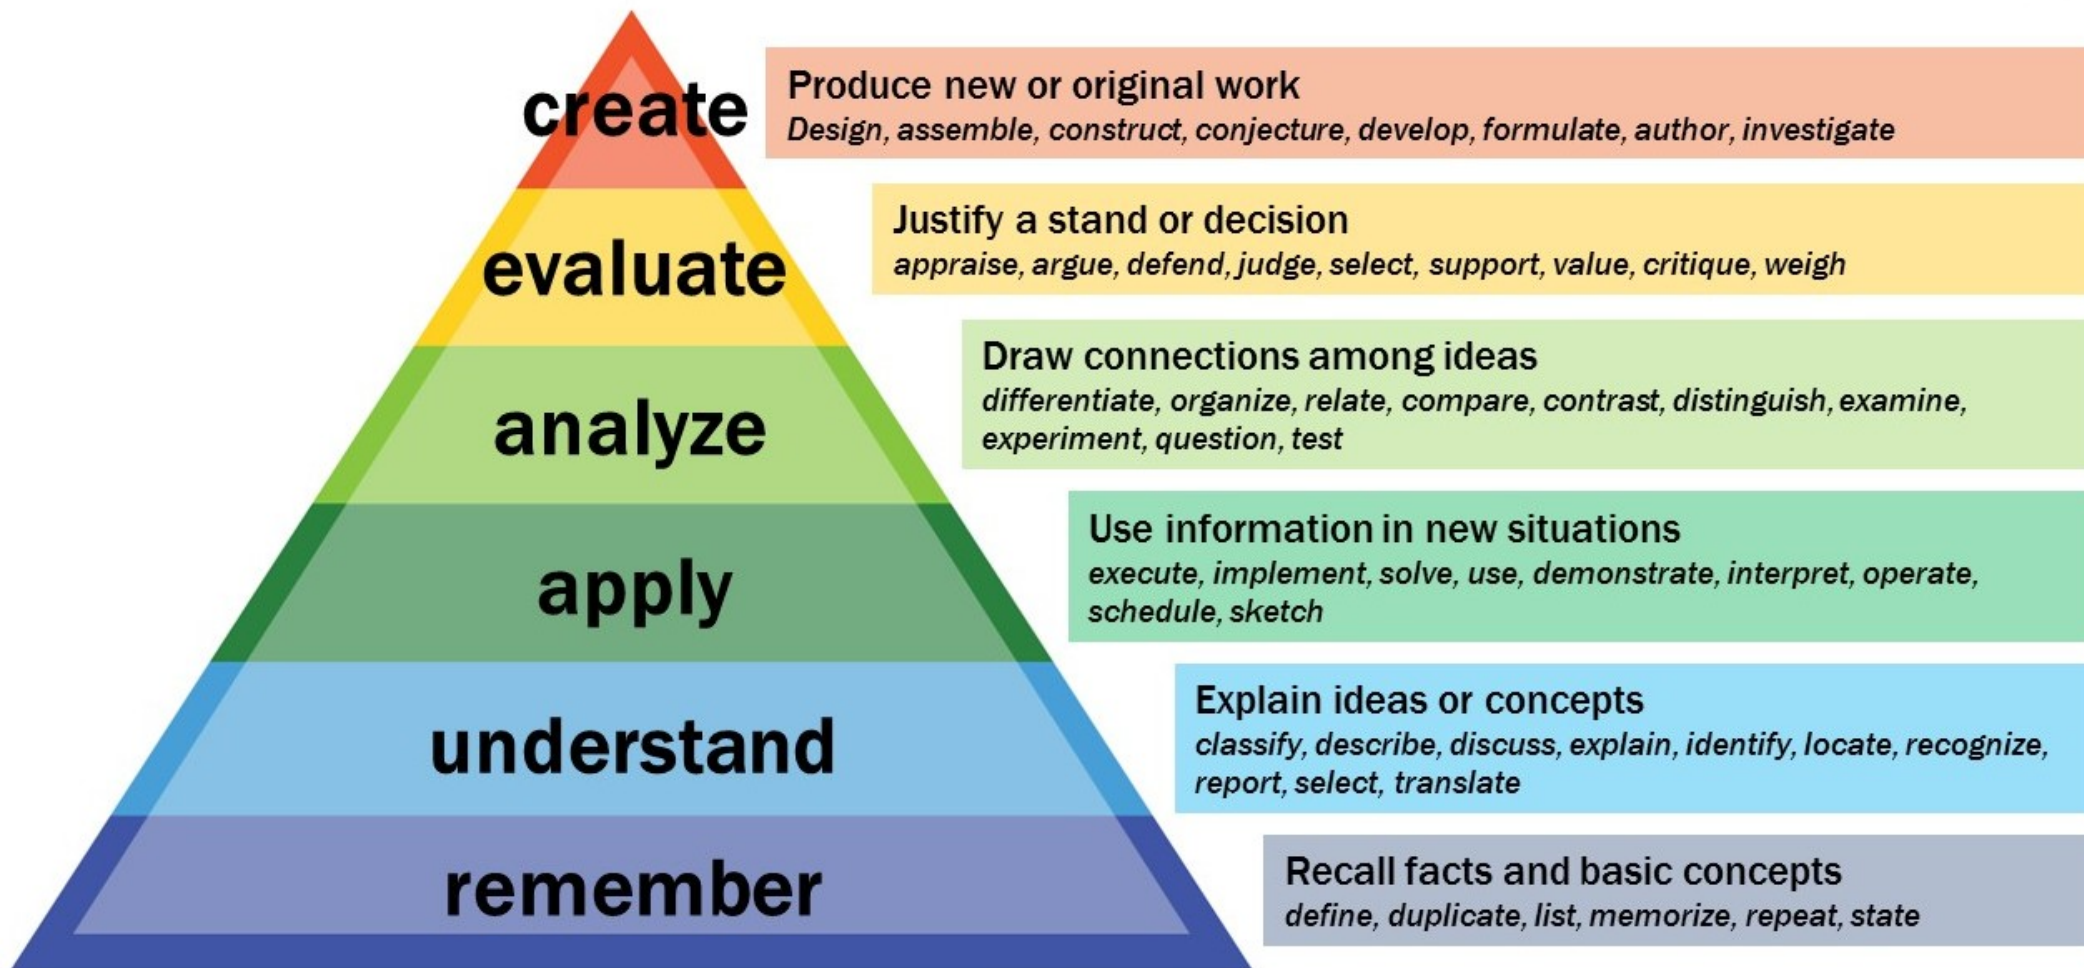 create
Produce new or original work
Design, assemble, construct, conjecture, develop, formulate, author, investigate
evaluate
Justify a stand or decision
appraise, argue, defend, judge, select, support, value, critique, weigh
analyze
Draw connections among ideas
differentiate, organize, relate, compare, contrast, distinguish, examine,
experiment, question, test
apply
Use information in new situations
execute, implement, solve, use, demonstrate, interpret, operate,
schedule, sketch
understand
Explain ideas or concepts
classify, describe, discuss, explain, identify, locate, recognize,
report, select, translate
remember
Recall facts and basic concepts
define, duplicate, list, memorize, repeat, state